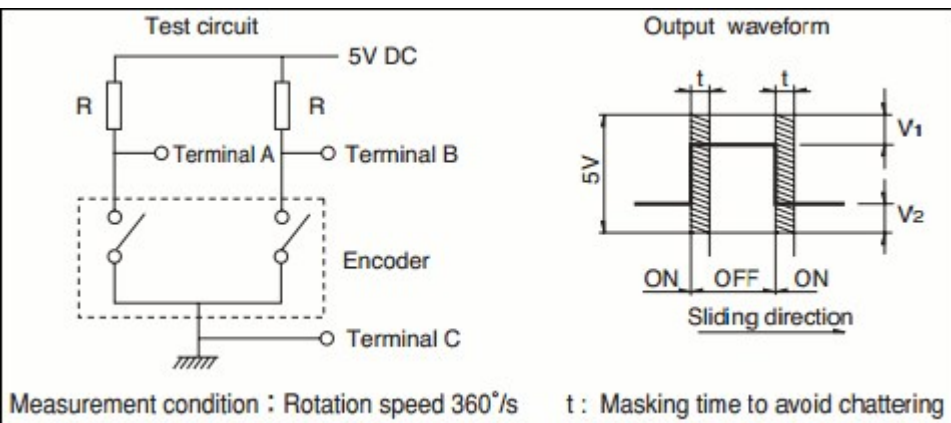 Test circuit
5V DC
R
R
Terminal A
Terminal B
Encoder
Terminal C
Output waveform
t
t
V1
5V
V2
ON
OFF
ON
Sliding direction
Measurement condition : Rotation speed 360°/s
t : Masking time to avoid chattering